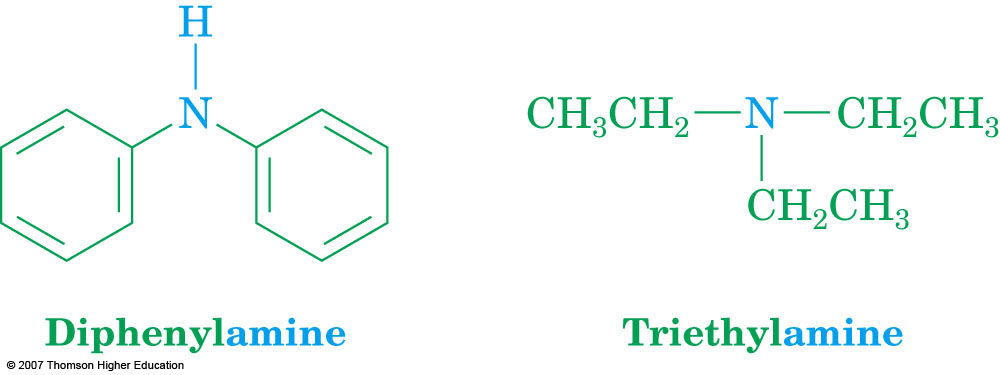 H
N
CH₃CH₂ N CH₂CH₃
CH₂CH₃
Diphenylamine
Triethylamine
© 2007 Thomson Higher Education